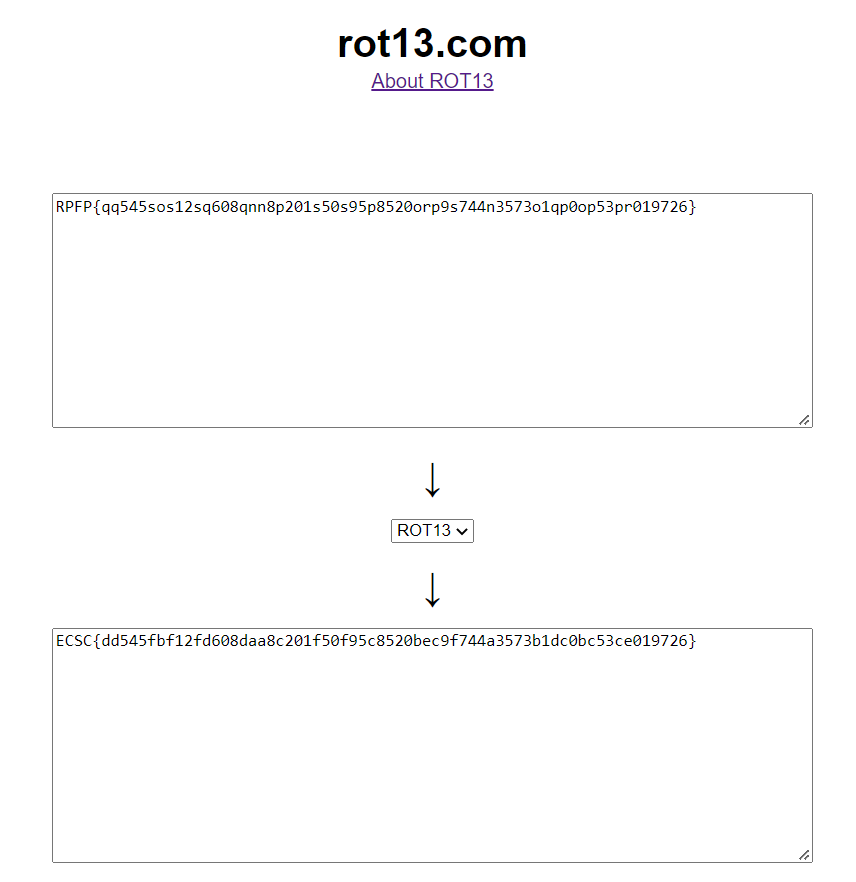 rot13.com
About ROT13
RPFP{qq545sos12sq608qnn8p201s50s95p8520orp9s744n3573o1qp0op53pr019726}
↓
ROT13
↓
ECSC{dd545fbf12fd608daa8c201f50f95c8520bec9f744a3573b1dc0bc53ce019726}